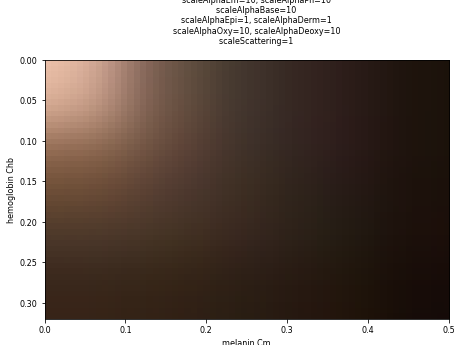 scaleAlphaEm=10, scaleAlphaPh=10
scaleAlphaBase=10
scaleAlphaEpi=1, scaleAlphaDerm=1
scaleAlphaOxy=10, scaleAlphaDeoxy=10
scaleScattering=1
0.00
0.05
0.10
0.15
0.20
0.25
0.30
hemoglobin Chb
0.0 0.1 0.2 0.3 0.4 0.5
melanin Cm